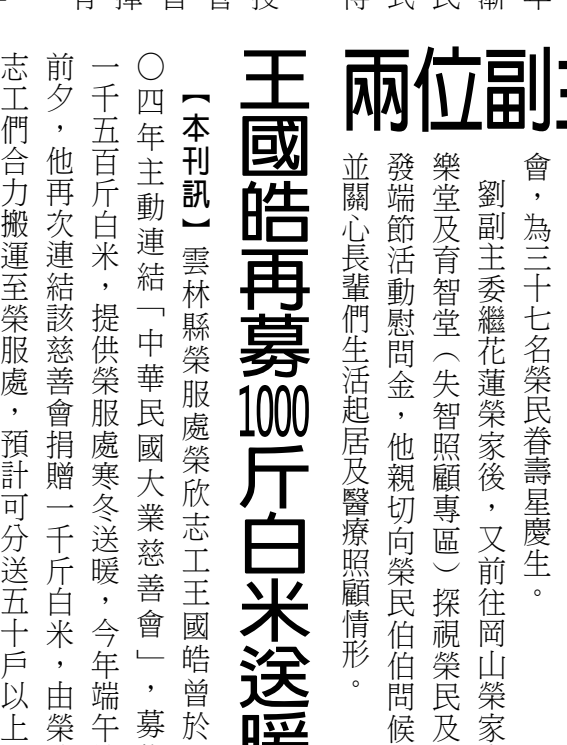 兩位副
會，為三十七名榮民眷壽星慶生。
劉副主委繼花蓮榮家後，又前往岡山榮家
樂堂及育智堂（失智照顧專區）探視榮民及
發端節活動慰問金，他親切向榮民伯伯問候
並關心長輩們生活起居及醫療照顧情形。
王國皓再募1000斤白米送暖
【本刊訊】雲林縣榮服處榮欣志工王國皓曾於
〇四年主動連結「中華民國大業慈善會」，募
一千五百斤白米，提供榮服處寒冬送暖，今年端午
前夕，他再次連結該慈善會捐贈一千斤白米，由榮
志工們合力搬運至榮服處，預計可分送五十戶以上